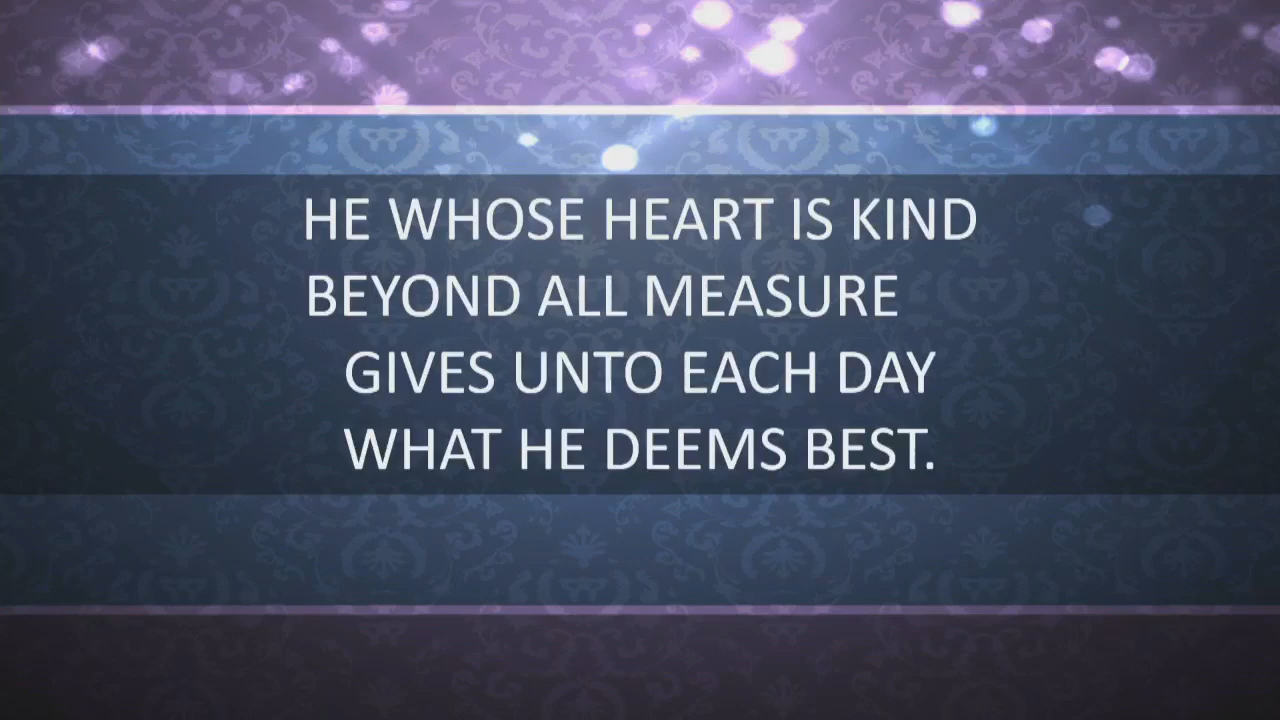 HE WHOSE HEART IS KIND
BEYOND ALL MEASURE
GIVES UNTO EACH DAY
WHAT HE DEEMS BEST.